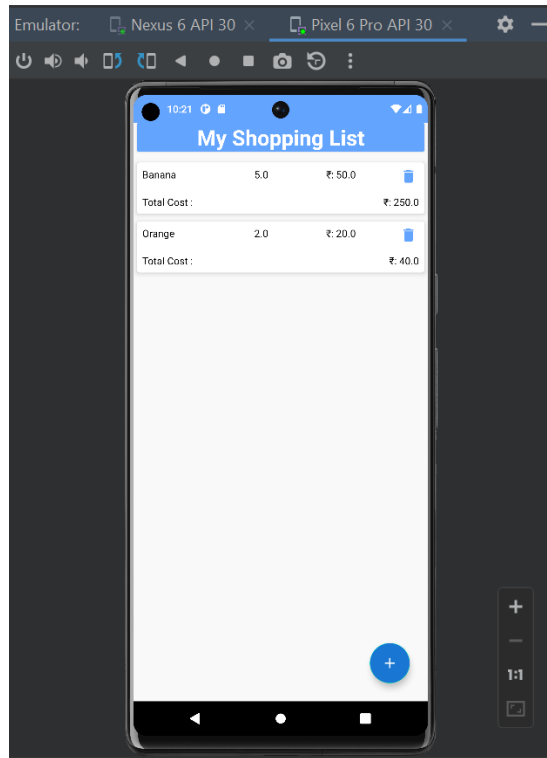 Emulator: Nexus 6 API 30 Pixel 6 Pro API 30
10:21
My Shopping List
Banana 5.0 ₹: 50.0
Total Cost : ₹: 250.0
Orange 2.0 ₹: 20.0
Total Cost : ₹: 40.0
1:1